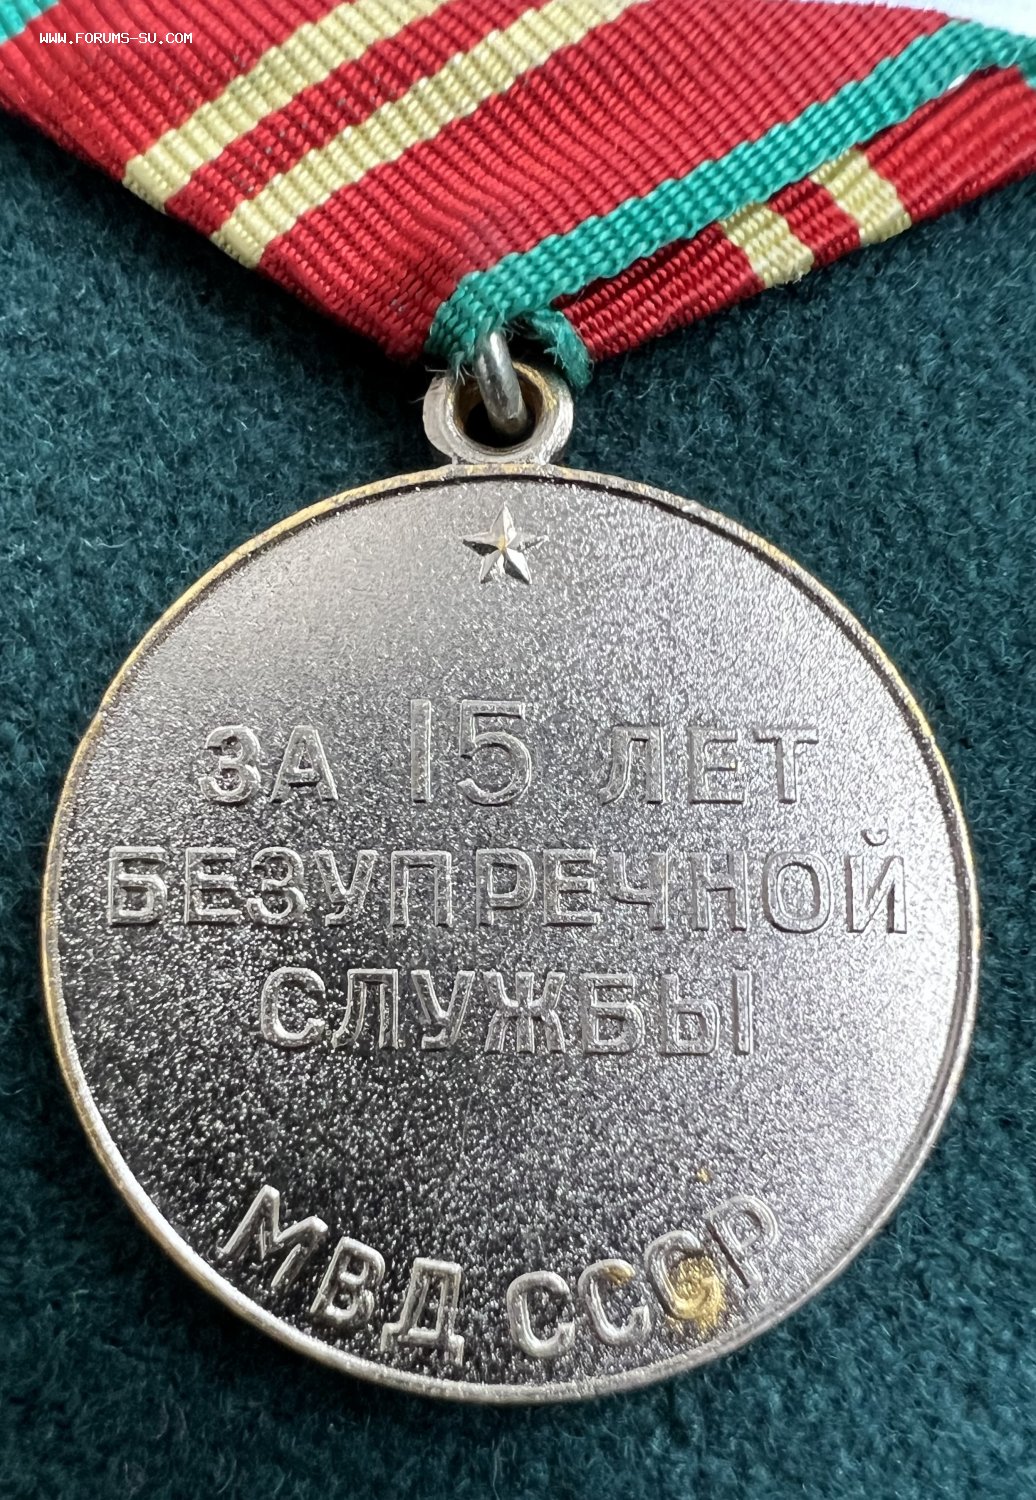 WWW.FORUMS-SU.COM
ЗА 15 ЛЕТ
БЕЗУПРЕЧНОЙ
СЛУЖБЫ
МВД СССР